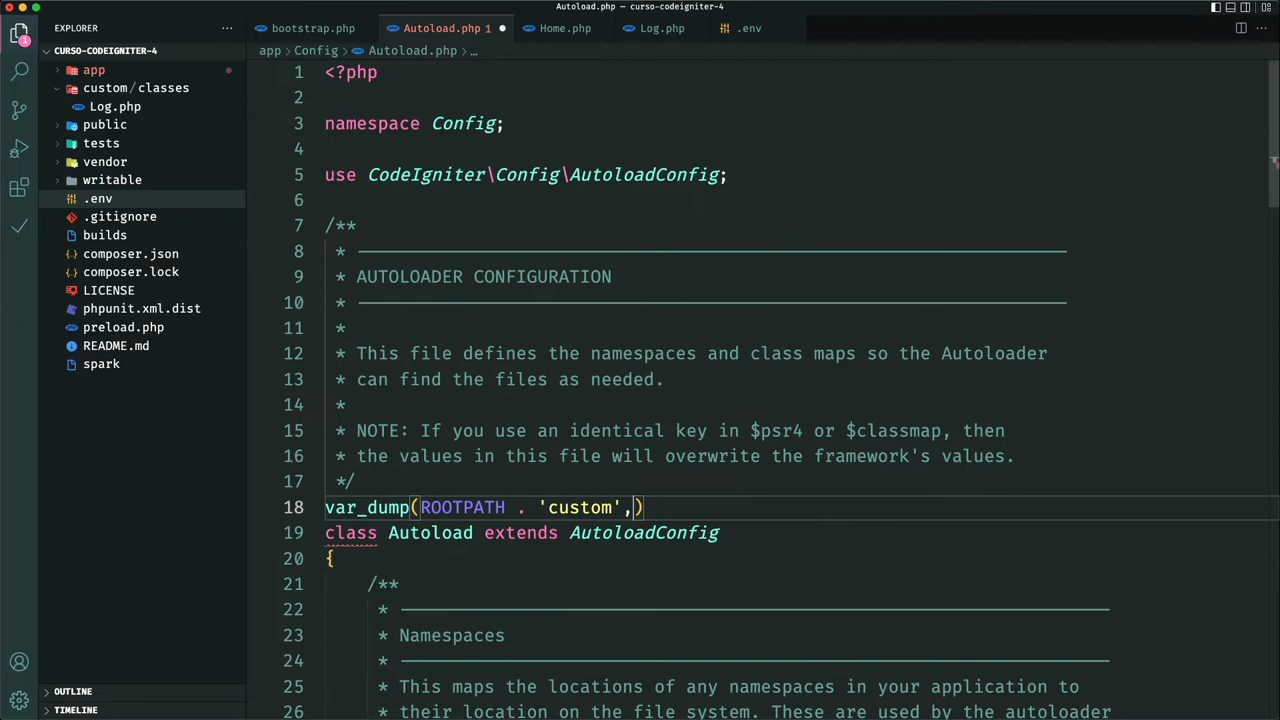 Autoload.php — curso-codeigniter-4
EXPLORER
bootstrap.php
Autoload.php 1
Home.php
Log.php
.env
CURSO-CODEIGNITER-4
app > Config > Autoload.php > ...
app
custom/classes
Log.php
public
tests
vendor
writable
.env
.gitignore
builds
composer.json
composer.lock
LICENSE
phpunit.xml.dist
preload.php
README.md
spark
OUTLINE
TIMELINE
1
1 <?php
2
3 namespace Config;
4
5 use CodeIgniter\Config\AutoloadConfig;
6
7 /**
8 * -------------------------------------------------------------------
9 * AUTOLOADER CONFIGURATION
10 * -------------------------------------------------------------------
11 *
12 * This file defines the namespaces and class maps so the Autoloader
13 * can find the files as needed.
14 *
15 * NOTE: If you use an identical key in $psr4 or $classmap, then
16 * the values in this file will overwrite the framework's values.
17 */
18 var_dump(ROOTPATH . 'custom',)
19 class Autoload extends AutoloadConfig
20 {
21 /**
22 * -------------------------------------------------------------------
23 * Namespaces
24 * -------------------------------------------------------------------
25 * This maps the locations of any namespaces in your application to
26 * their location on the file system. These are used by the autoloader